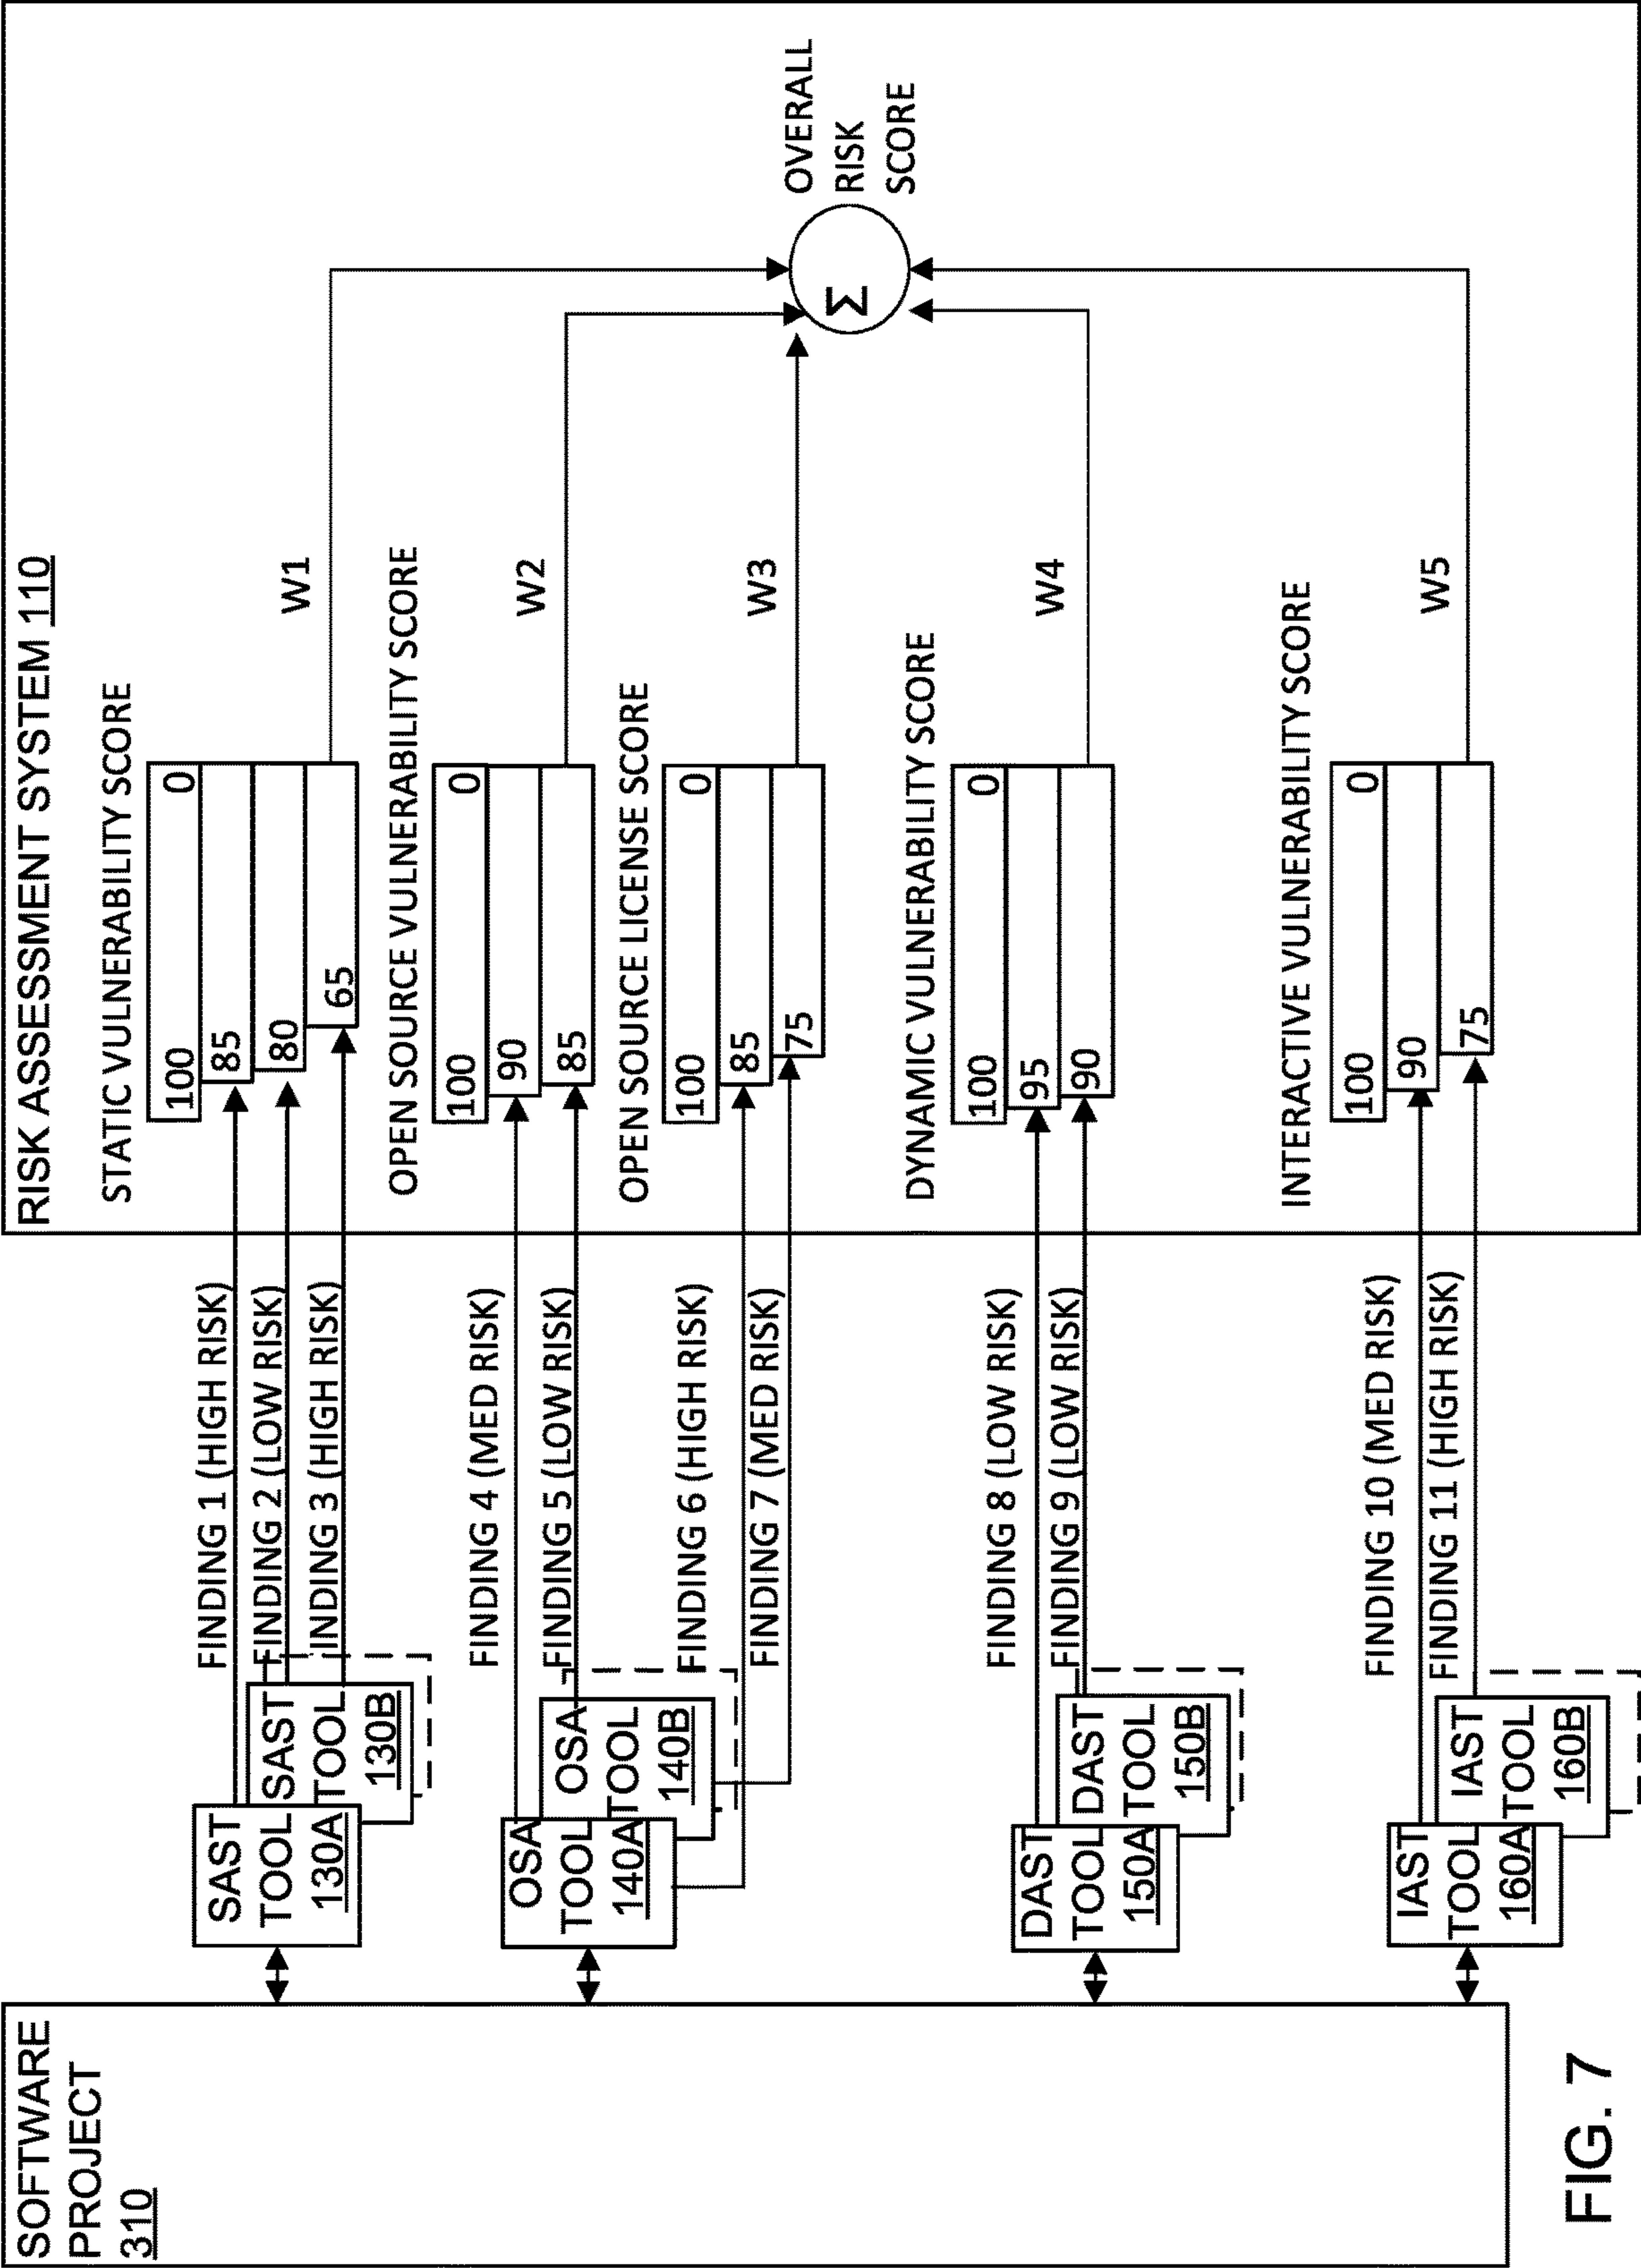 SOFTWARE
PROJECT
310
SAST
TOOL
130A
SAST
TOOL
130B
OSA
TOOL
140A
OSA
TOOL
140B
DAST
TOOL
150A
DAST
TOOL
150B
IAST
TOOL
160A
IAST
TOOL
160B
FINDING 1 (HIGH RISK)
FINDING 2 (LOW RISK)
INDING 3 (HIGH RISK)
FINDING 4 (MED RISK)
FINDING 5 (LOW RISK)
FINDING 6 (HIGH RISK)
FINDING 7 (MED RISK)
FINDING 8 (LOW RISK)
FINDING 9 (LOW RISK)
FINDING 10 (MED RISK)
FINDING 11 (HIGH RISK)
RISK ASSESSMENT SYSTEM 110
STATIC VULNERABILITY SCORE
100 0
85
80
65
W1
OPEN SOURCE VULNERABILITY SCORE
100 0
90
85
W2
OPEN SOURCE LICENSE SCORE
100 0
85
75
W3
DYNAMIC VULNERABILITY SCORE
100 0
95
90
W4
INTERACTIVE VULNERABILITY SCORE
100 0
90
75
W5
Σ
OVERALL
RISK
SCORE
FIG. 7